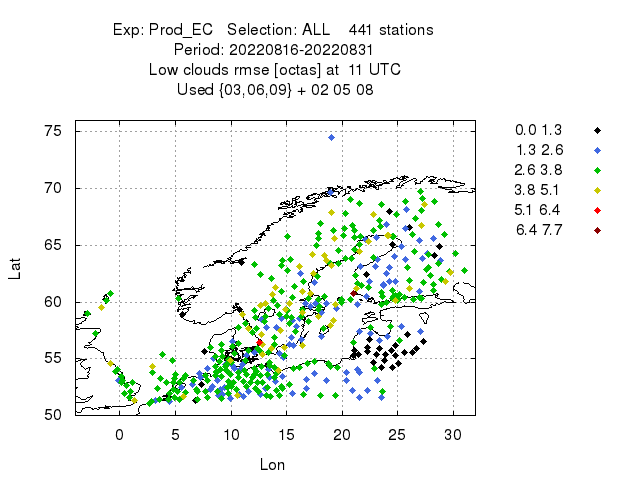 Exp: Prod_EC   Selection: ALL    441 stations
Period: 20220816-20220831
Low clouds rmse [octas] at  11 UTC
Used {03,06,09} + 02 05 08
0.0 1.3
1.3 2.6
2.6 3.8
3.8 5.1
5.1 6.4
6.4 7.7
75
70
65
60
55
50
Lat
0 5 10 15 20 25 30
Lon